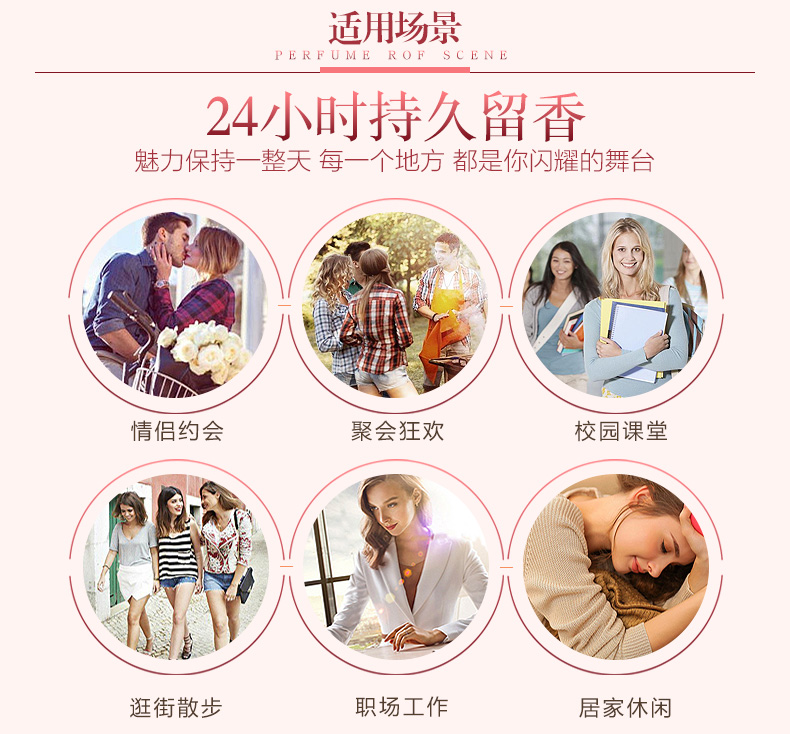 适用场景
PERFUME ROF SCENE
24小时持久留香
魅力保持一整天 每一个地方 都是你闪耀的舞台
情侣约会
聚会狂欢
校园课堂
逛街散步
职场工作
居家休闲